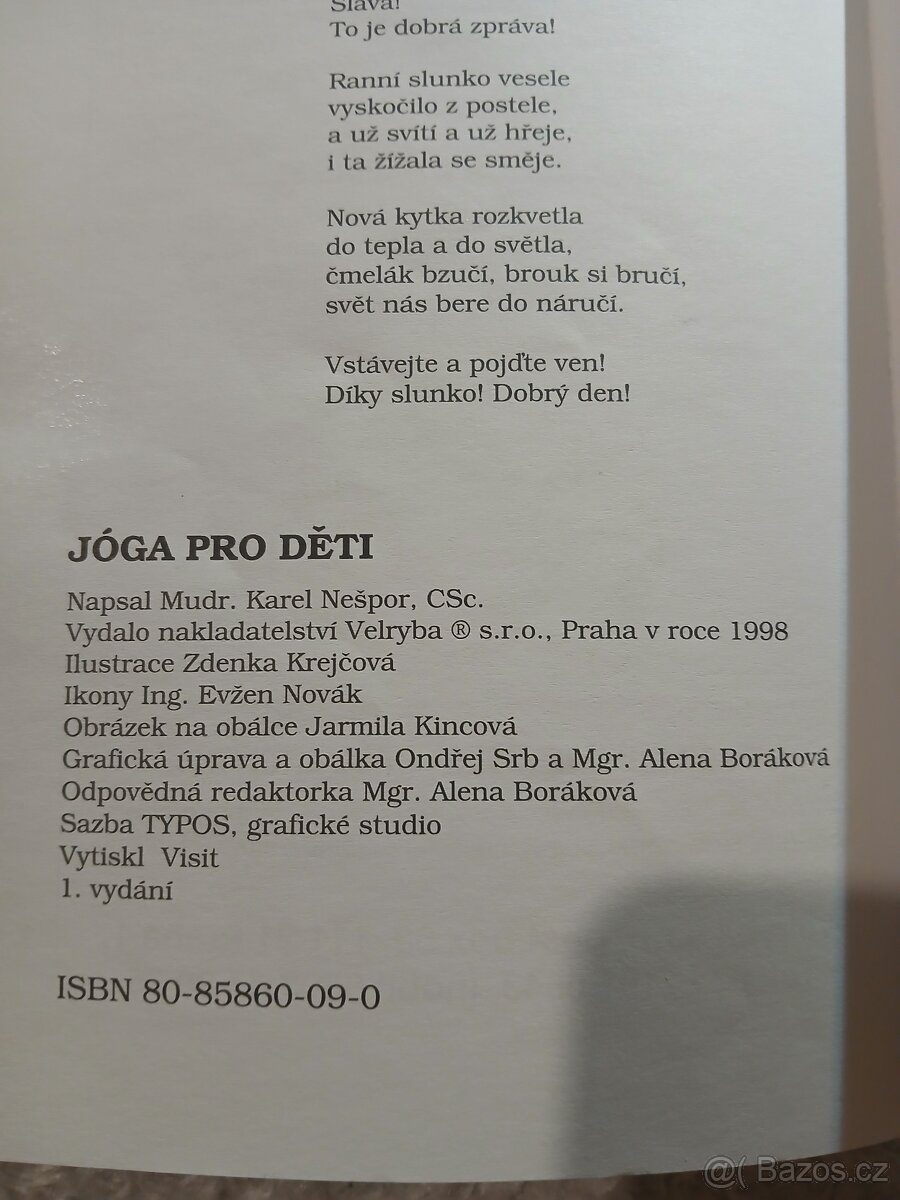 Sláva!
To je dobrá zpráva!
Ranní slunko vesele
vyskočilo z postele,
a už svítí a už hřeje,
i ta žížala se směje.
Nová kytka rozkvetla
do tepla a do světla,
čmelák bzučí, brouk si bručí,
svět nás bere do náručí.
Vstávejte a pojďte ven!
Díky slunko! Dobrý den!
JÓGA PRO DĚTI
Napsal Mudr. Karel Nešpor, CSc.
Vydalo nakladatelství Velryba ® s.r.o., Praha v roce 1998
Ilustrace Zdenka Krejčová
Ikony Ing. Evžen Novák
Obrázek na obálce Jarmila Kincová
Grafická úprava a obálka Ondřej Srb a Mgr. Alena Boráková
Odpovědná redaktorka Mgr. Alena Boráková
Sazba TYPOS, grafické studio
Vytiskl Visit
1. vydání
ISBN 80-85860-09-0
@( Bazos.cz